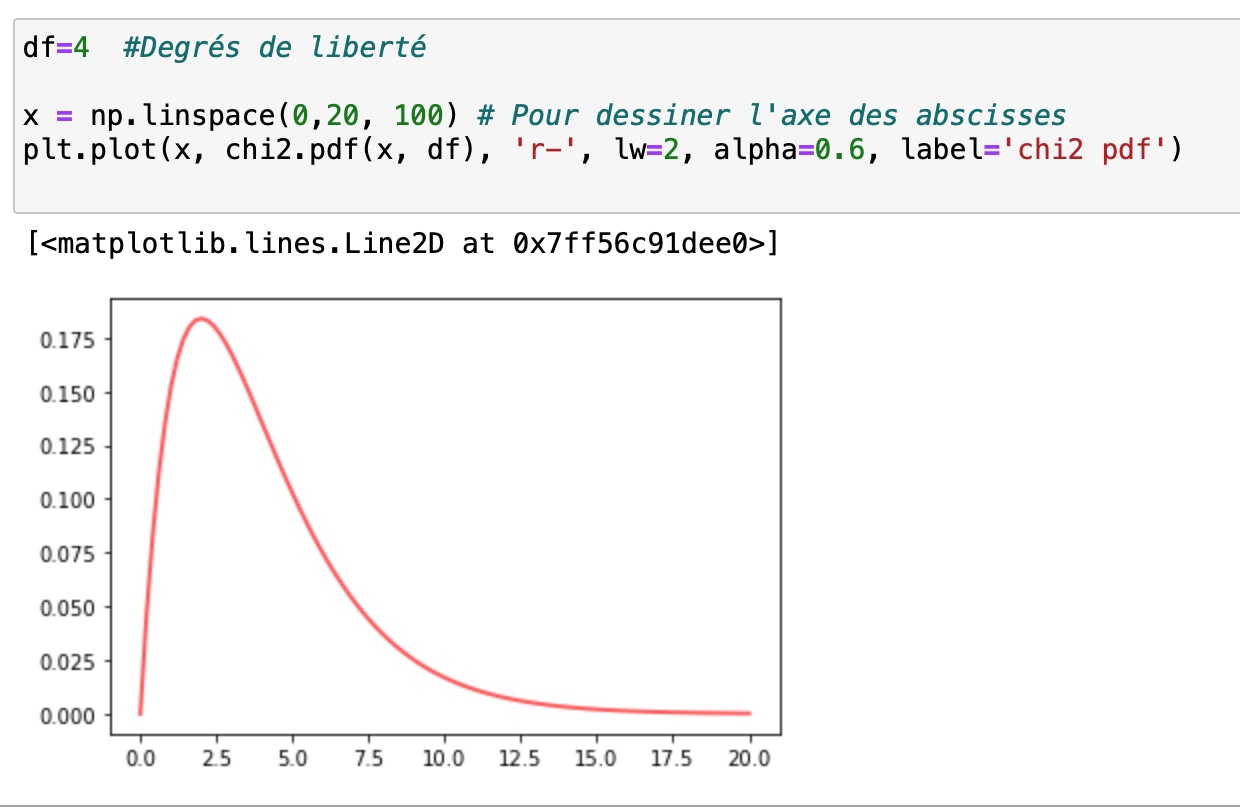 df=4  #Degrés de liberté
x = np.linspace(0,20, 100) # Pour dessiner l'axe des abscisses
plt.plot(x, chi2.pdf(x, df), 'r-', lw=2, alpha=0.6, label='chi2 pdf')
[<matplotlib.lines.Line2D at 0x7ff56c91dee0>]
0.175
0.150
0.125
0.100
0.075
0.050
0.025
0.000
0.0 2.5 5.0 7.5 10.0 12.5 15.0 17.5 20.0